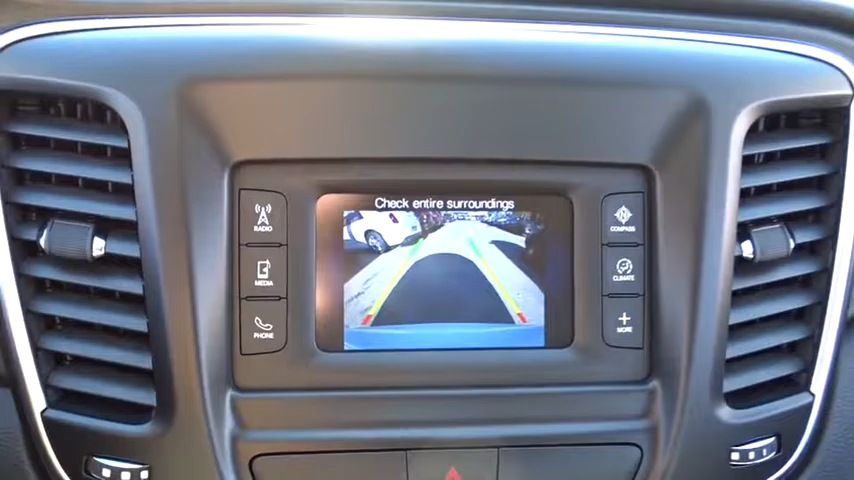 Check entire surroundings
RADIO
COMPASS
MEDIA
CLIMATE
PHONE
MORE